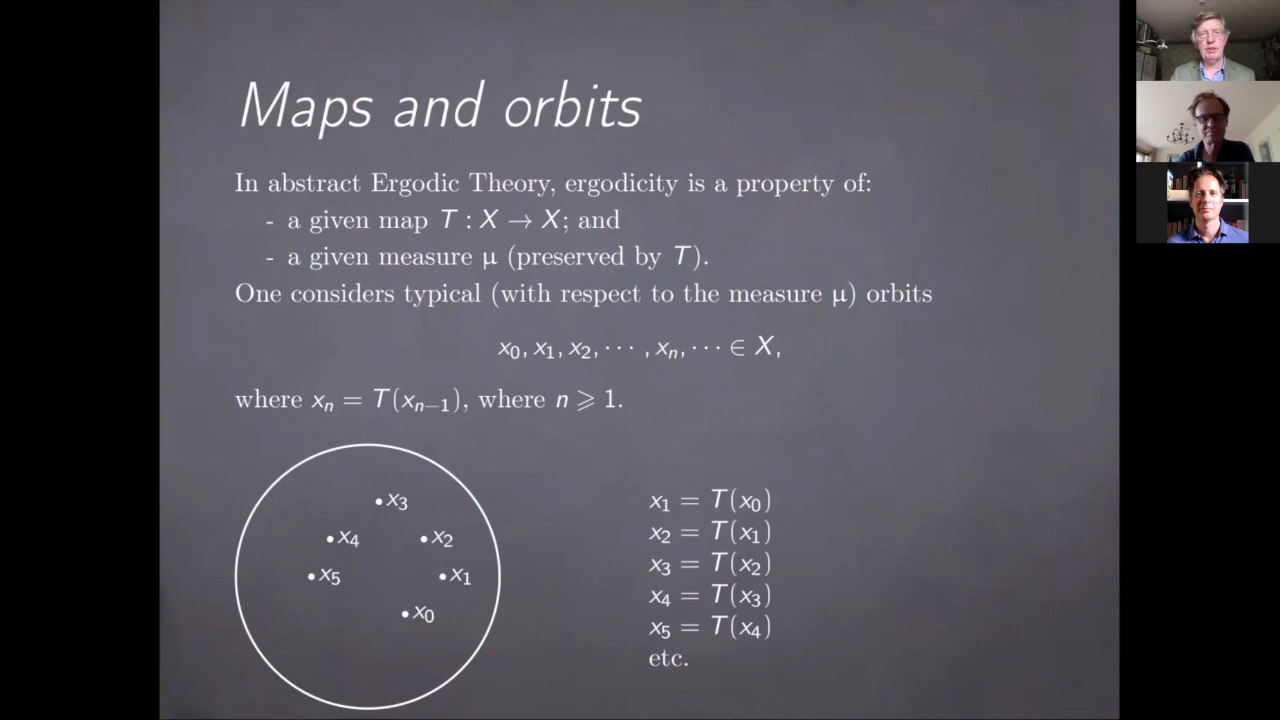 Maps and orbits
In abstract Ergodic Theory, ergodicity is a property of:
- a given map T : X → X; and
- a given measure μ (preserved by T).
One considers typical (with respect to the measure μ) orbits
x₀, x₁, x₂, ⋯ , xₙ, ⋯ ∈ X,
where xₙ = T(xₙ₋₁), where n ⩾ 1.
x₃
x₄
x₂
x₅
x₁
x₀
x₁ = T(x₀)
x₂ = T(x₁)
x₃ = T(x₂)
x₄ = T(x₃)
x₅ = T(x₄)
etc.